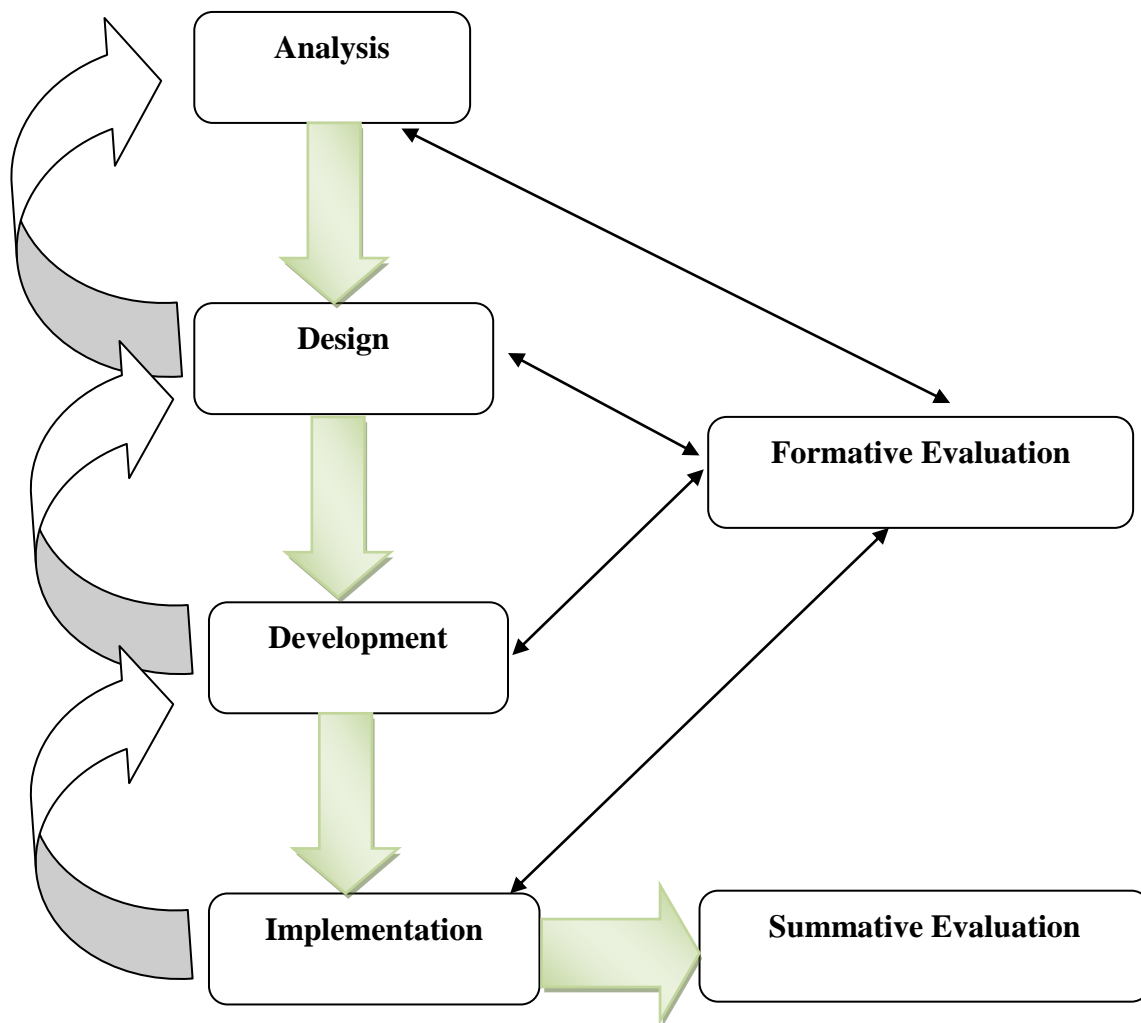 Analysis
Design
Formative Evaluation
Development
Implementation
Summative Evaluation